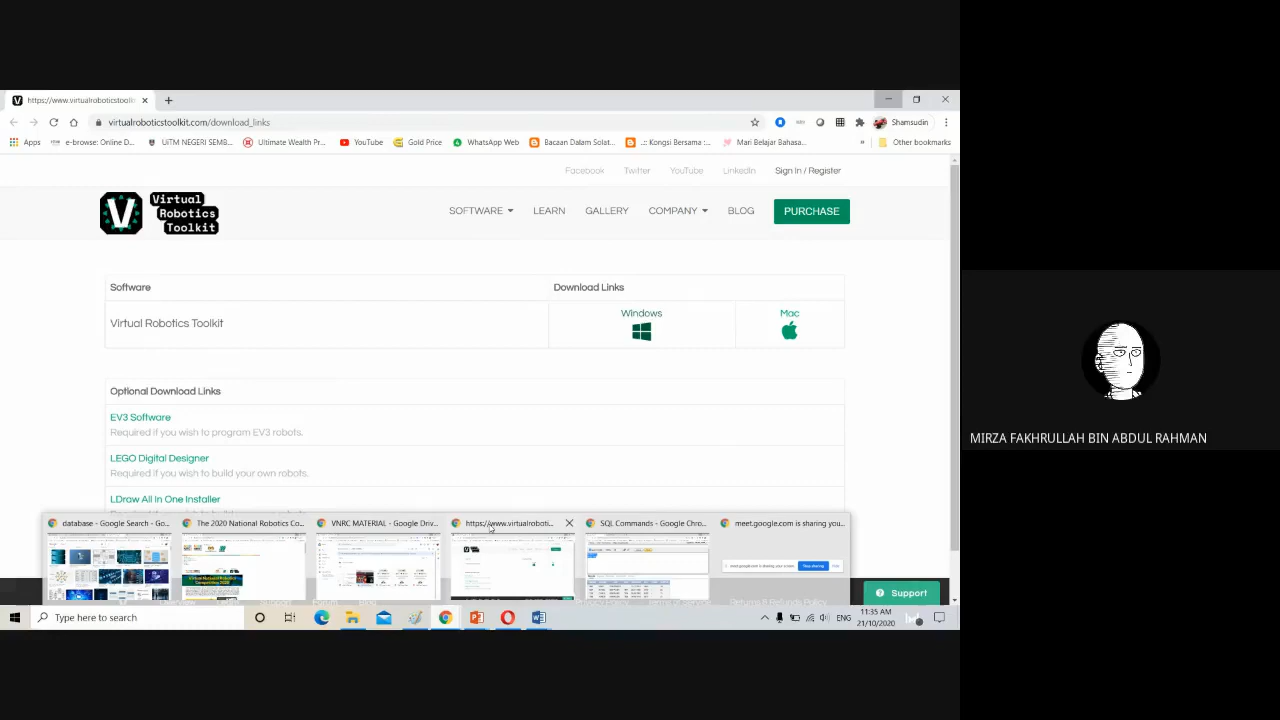 https://www.virtualroboticstoolk
virtualroboticstoolkit.com/download_links
Shamsudin
Apps
e-browse: Online D...
UiTM NEGERI SEMB...
Ultimate Wealth Pr...
YouTube
Gold Price
WhatsApp Web
Bacaan Dalam Solat...
..: Kongsi Bersama :...
Mari Belajar Bahasa...
»
Other bookmarks
Facebook
Twitter
YouTube
LinkedIn
Sign In / Register
V
Virtual
Robotics
Toolkit
SOFTWARE
LEARN
GALLERY
COMPANY
BLOG
PURCHASE
Software
Download Links
Virtual Robotics Toolkit
Windows
Mac
Optional Download Links
EV3 Software
Required if you wish to program EV3 robots.
LEGO Digital Designer
Required if you wish to build your own robots.
LDraw All In One Installer
database - Google Search - Go...
The 2020 National Robotics Co...
VNRC MATERIAL - Google Driv...
https://www.virtualroboti...
SQL Commands - Google Chro...
meet.google.com is sharing you...
Support
Returns & Refunds Policy
Type here to search
ENG
11:35 AM
21/10/2020
MIRZA FAKHRULLAH BIN ABDUL RAHMAN